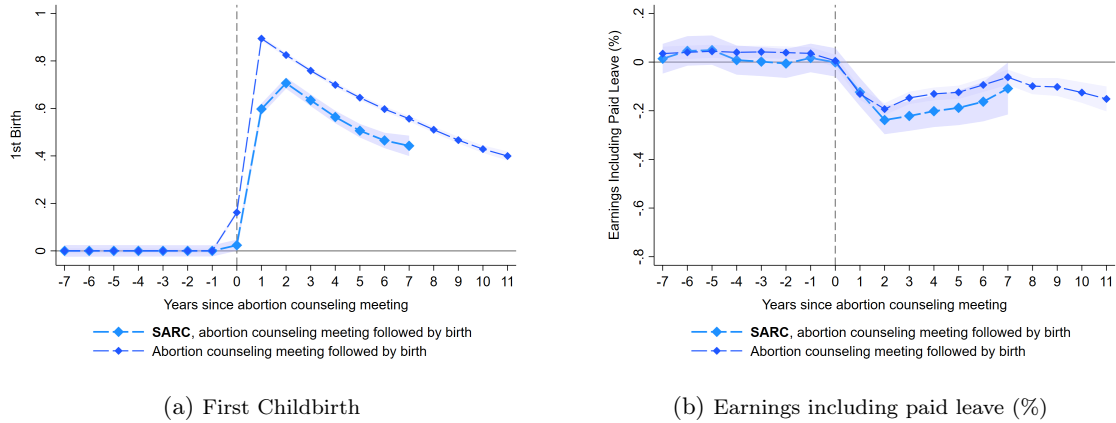 1st Birth
1
.8
.6
.4
.2
0
-7 -6 -5 -4 -3 -2 -1 0 1 2 3 4 5 6 7 8 9 10 11
Years since abortion counseling meeting
SARC, abortion counseling meeting followed by birth
Abortion counseling meeting followed by birth
(a) First Childbirth
Earnings Including Paid Leave (%)
.2
0
-.2
-.4
-.6
-.8
-7 -6 -5 -4 -3 -2 -1 0 1 2 3 4 5 6 7 8 9 10 11
Years since abortion counseling meeting
SARC, abortion counseling meeting followed by birth
Abortion counseling meeting followed by birth
(b) Earnings including paid leave (%)